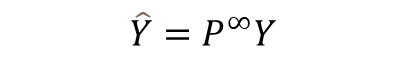 Ŷ = P^∞Y